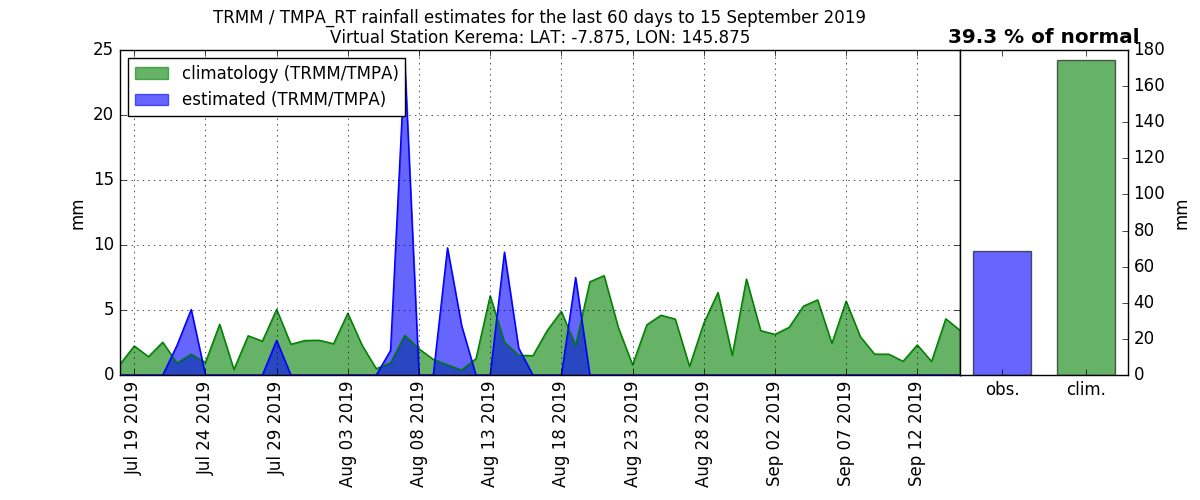 TRMM / TMPA_RT rainfall estimates for the last 60 days to 15 September 2019
Virtual Station Kerema: LAT: -7.875, LON: 145.875
39.3 % of normal
climatology (TRMM/TMPA)
estimated (TRMM/TMPA)
25
20
15
10
5
0
mm
Jul 19 2019
Jul 24 2019
Jul 29 2019
Aug 03 2019
Aug 08 2019
Aug 13 2019
Aug 18 2019
Aug 23 2019
Aug 28 2019
Sep 02 2019
Sep 07 2019
Sep 12 2019
180
160
140
120
100
80
60
40
20
0
mm
obs.
clim.